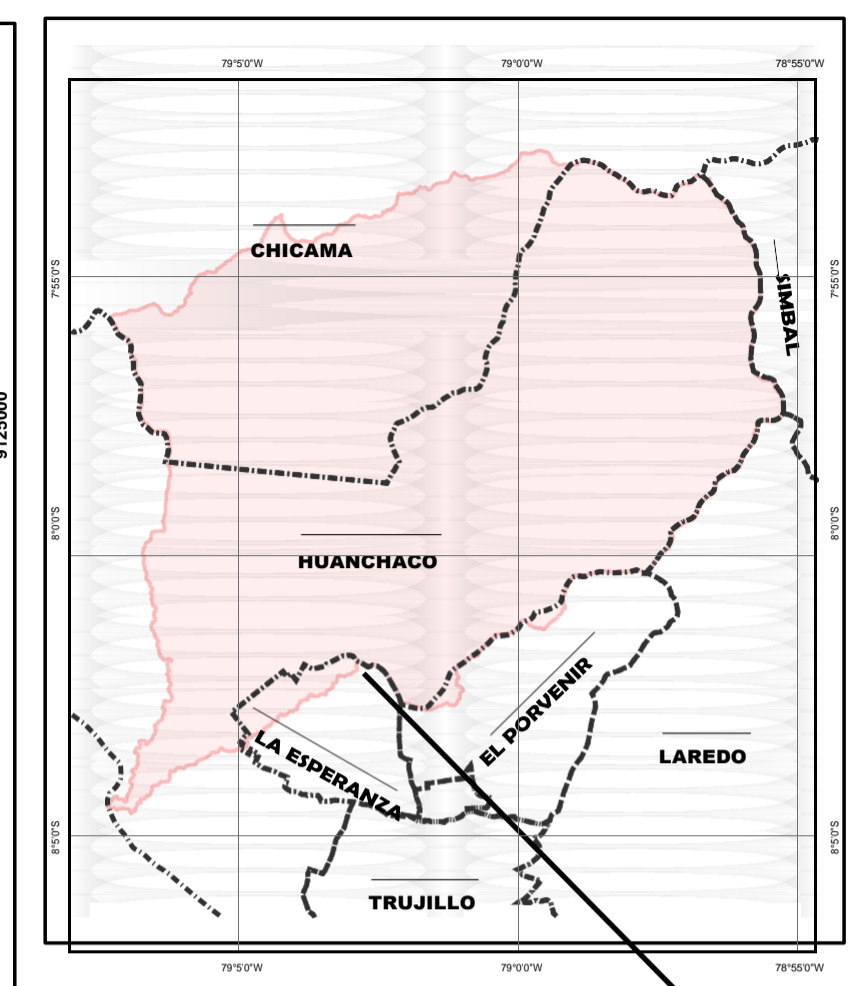 79°5'0"W 79°0'0"W 78°55'0"W
CHICAMA
7°55'0"S 7°55'0"S
SIMBAL
9125000
8°0'0"S 8°0'0"S
HUANCHACO
EL PORVENIR
LA ESPERANZA
LAREDO
8°5'0"S 8°5'0"S
TRUJILLO
79°5'0"W 79°0'0"W 78°55'0"W